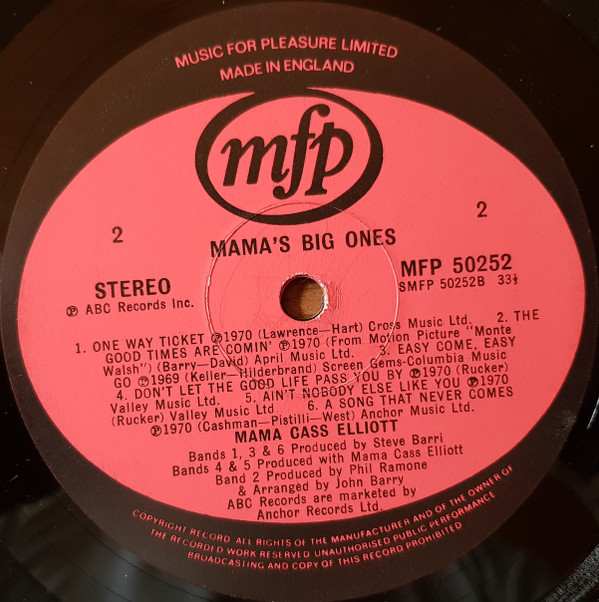 MUSIC FOR PLEASURE LIMITED
MADE IN ENGLAND
mfp
2
2
MAMA'S BIG ONES
STEREO
MFP 50252
SMFP 50252B 33⅓
Ⓟ ABC Records Inc.
1. ONE WAY TICKET Ⓟ1970 (Lawrence—Hart) Cross Music Ltd. 2. THE
GOOD TIMES ARE COMIN' Ⓟ1970 (From Motion Picture "Monte
Walsh") (Barry—David) April Music Ltd. 3. EASY COME, EASY
GO Ⓟ1969 (Keller—Hilderbrand) Screen Gems-Columbia Music
4. DON'T LET THE GOOD LIFE PASS YOU BY Ⓟ1970 (Rucker)
Valley Music Ltd. 5. AIN'T NOBODY ELSE LIKE YOU Ⓟ1970
(Rucker) Valley Music Ltd 6. A SONG THAT NEVER COMES
Ⓟ1970 (Cashman—Pistilli—West) Anchor Music Ltd.
MAMA CASS ELLIOTT
Bands 1, 3 & 6 Produced by Steve Barri
Bands 4 & 5 Produced with Mama Cass Elliott
Band 2 Produced by Phil Ramone
& Arranged by John Barry
ABC Records are marketed by
Anchor Records Ltd.
COPYRIGHT RECORD. ALL RIGHTS OF THE MANUFACTURER AND OF THE OWNER OF
THE RECORDED WORK RESERVED UNAUTHORISED PUBLIC PERFORMANCE
BROADCASTING AND COPY OF THIS RECORD PROHIBITED